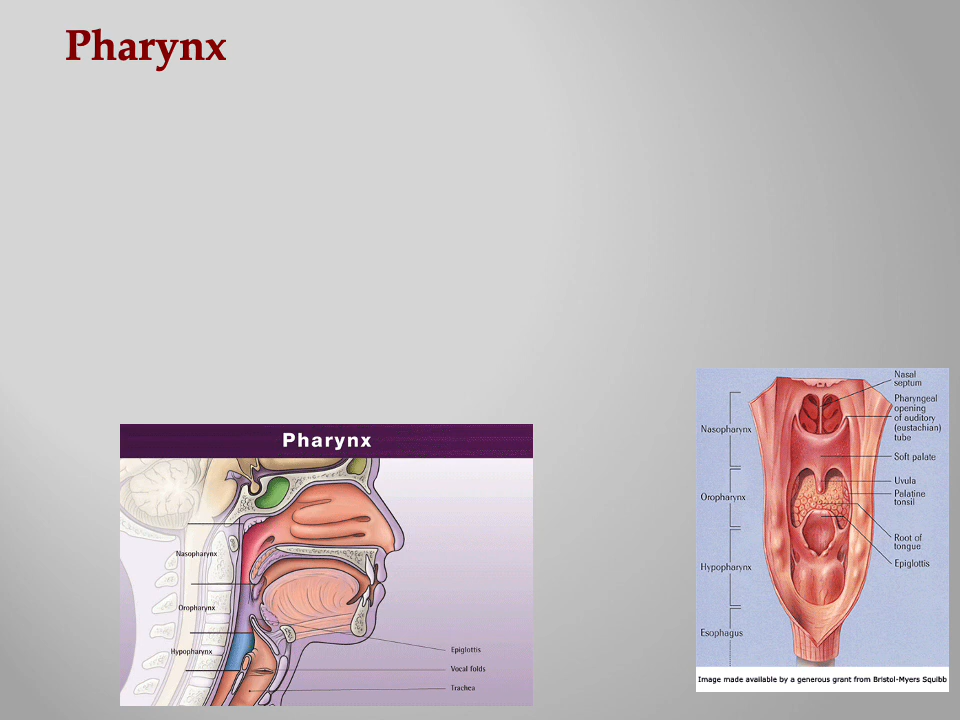 Pharynx
Pharynx
Nasopharynx
Oropharynx
Hypopharynx
Epiglottis
Vocal folds
Trachea
Nasopharynx
Oropharynx
Hypopharynx
Esophagus
Nasal
septum
Pharyngeal
opening
of auditory
(eustachian)
tube
Soft palate
Uvula
Palatine
tonsil
Root of
tongue
Epiglottis
Image made available by a generous grant from Bristol-Myers Squibb